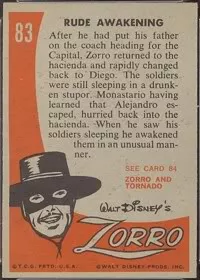 83
RUDE AWAKENING
After he had put his father
on the coach heading for the
Capital, Zorro returned to the
hacienda and rapidly changed
back to Diego. The soldiers
were still sleeping in a drunk-
en stupor. Monastario having
learned that Alejandro es-
caped, hurried back into the
hacienda. When he saw his
soldiers sleeping he awakened
them in an unusual man-
ner.
SEE CARD 84
ZORRO AND
TORNADO
WALT DISNEY'S
ZORRO
© T.C.G. PRTD. U.S.A.
© WALT DISNEY PROD., INC.